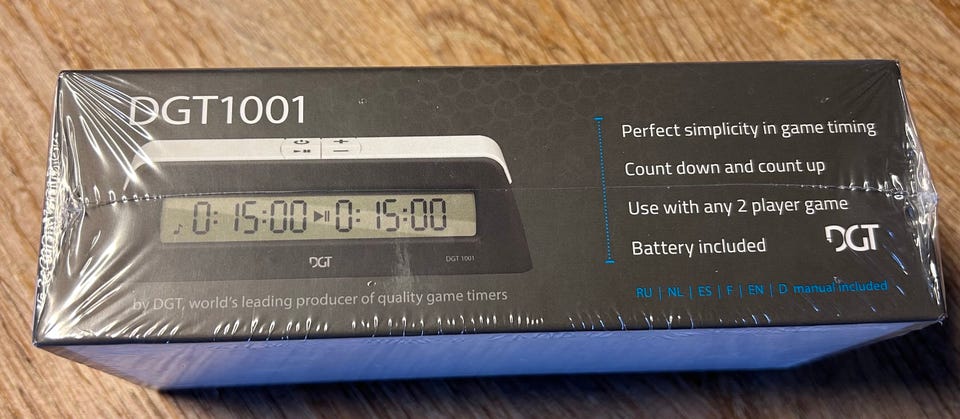 DGT1001
0:15:00 0:15:00
DGT
DGT 1001
by DGT, world's leading producer of quality game timers
Perfect simplicity in game timing
Count down and count up
Use with any 2 player game
Battery included
DGT
RU | NL | ES | F | EN | D manual included